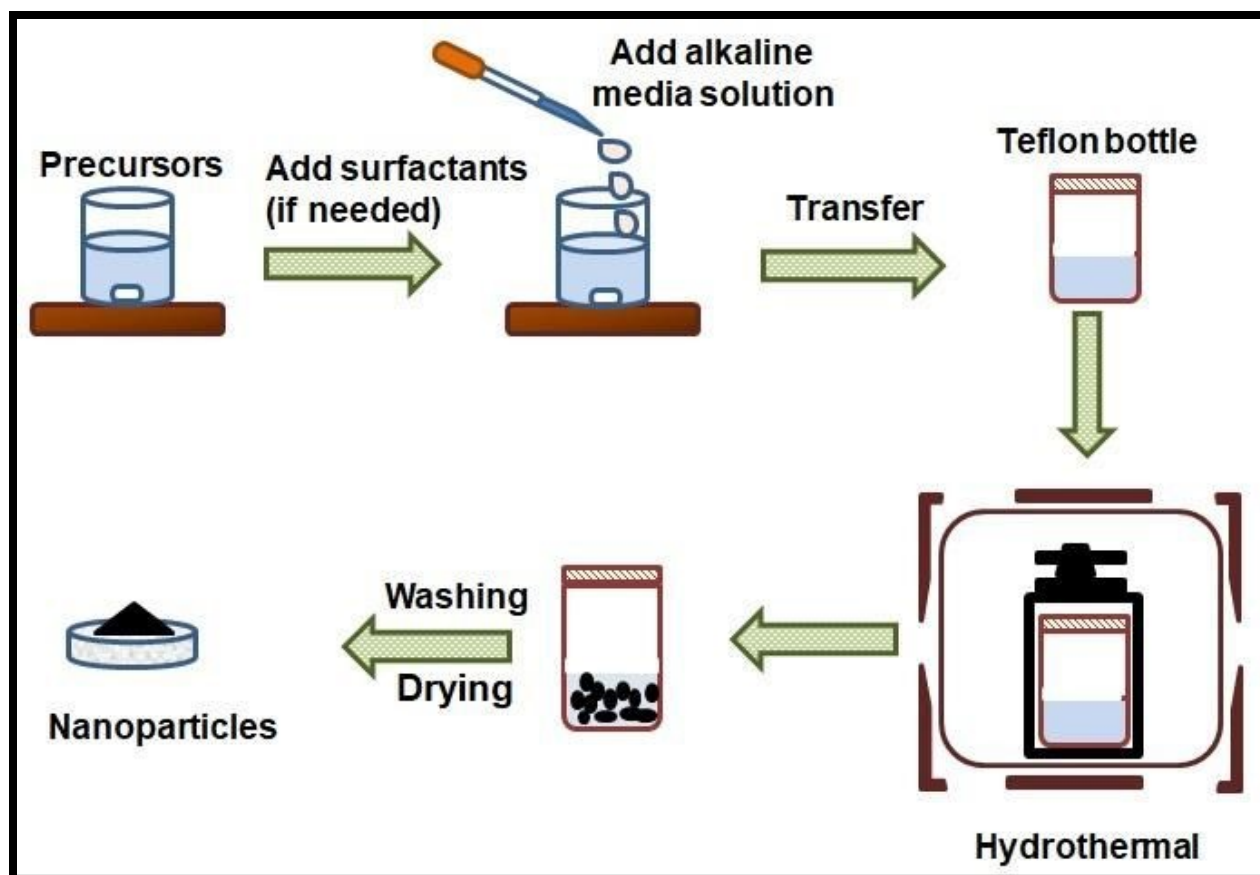 Precursors
Add surfactants
(if needed)
Add alkaline
media solution
Transfer
Teflon bottle
Hydrothermal
Washing
Drying
Nanoparticles